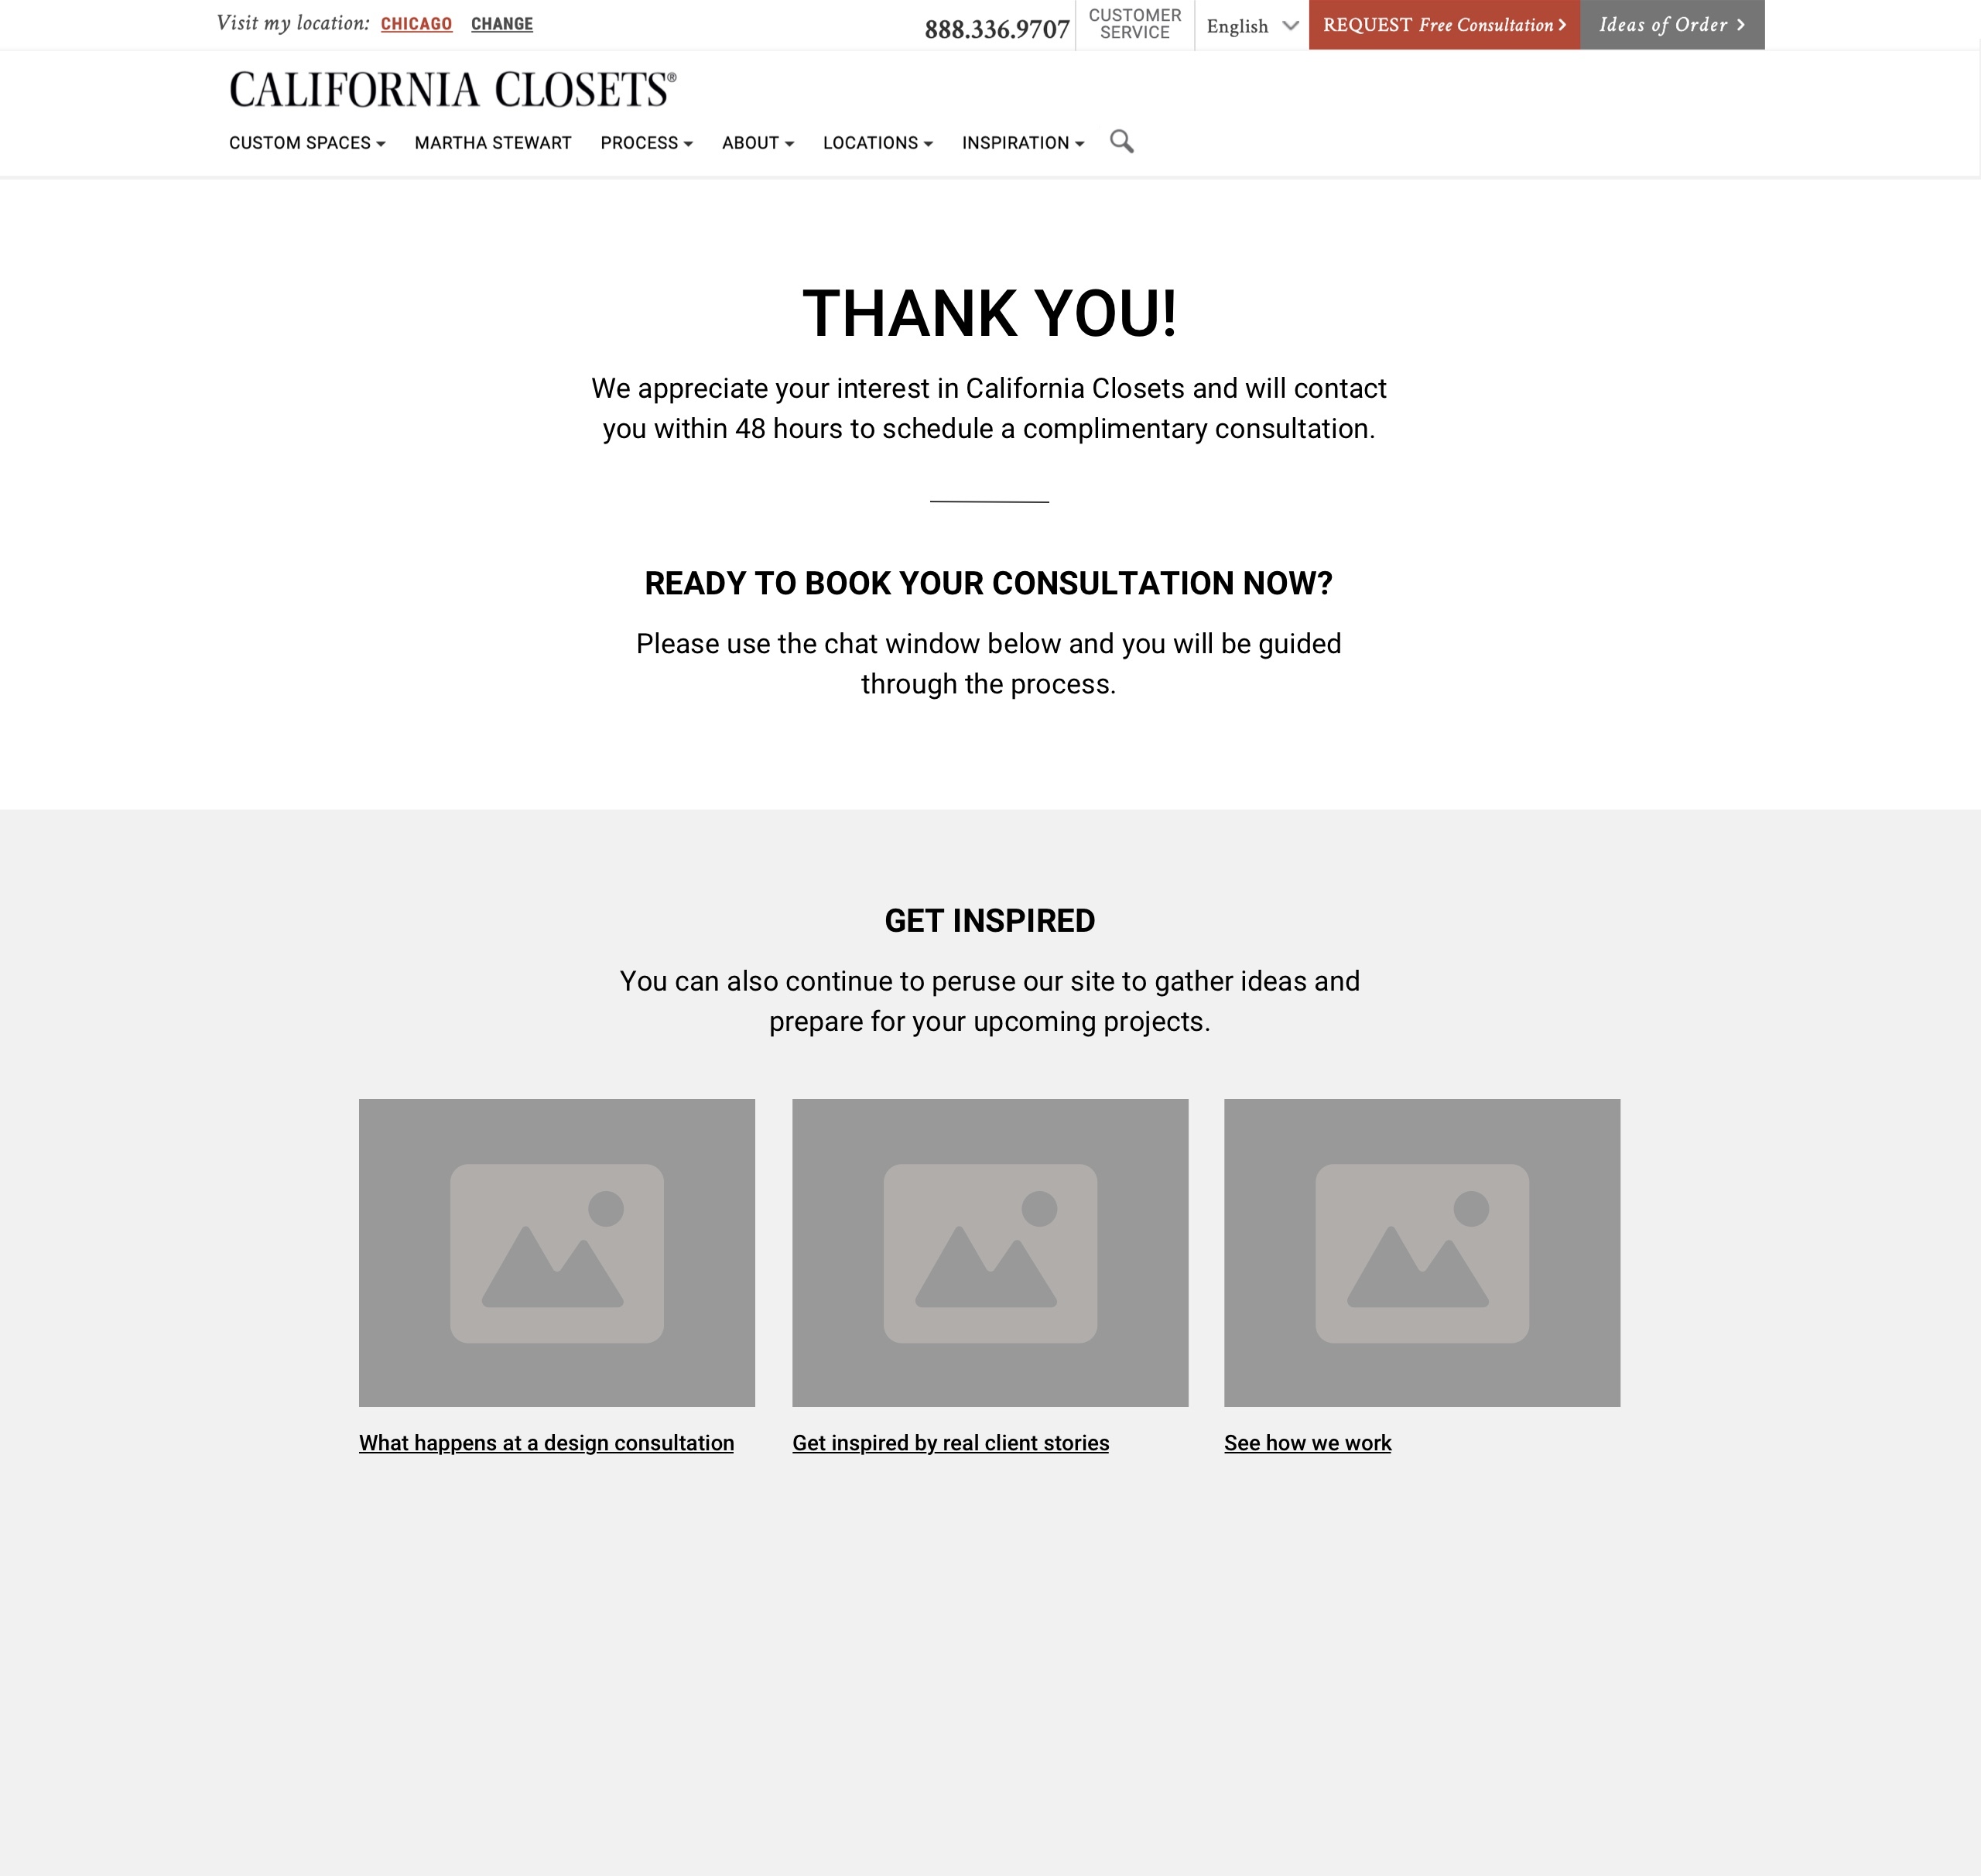 Visit my location: CHICAGO CHANGE
888.336.9707
CUSTOMER
SERVICE
English
REQUEST Free Consultation
Ideas of Order
CALIFORNIA CLOSETS®
CUSTOM SPACES MARTHA STEWART PROCESS ABOUT LOCATIONS INSPIRATION
THANK YOU!
We appreciate your interest in California Closets and will contact
you within 48 hours to schedule a complimentary consultation.
READY TO BOOK YOUR CONSULTATION NOW?
Please use the chat window below and you will be guided
through the process.
GET INSPIRED
You can also continue to peruse our site to gather ideas and
prepare for your upcoming projects.
What happens at a design consultation
Get inspired by real client stories
See how we work